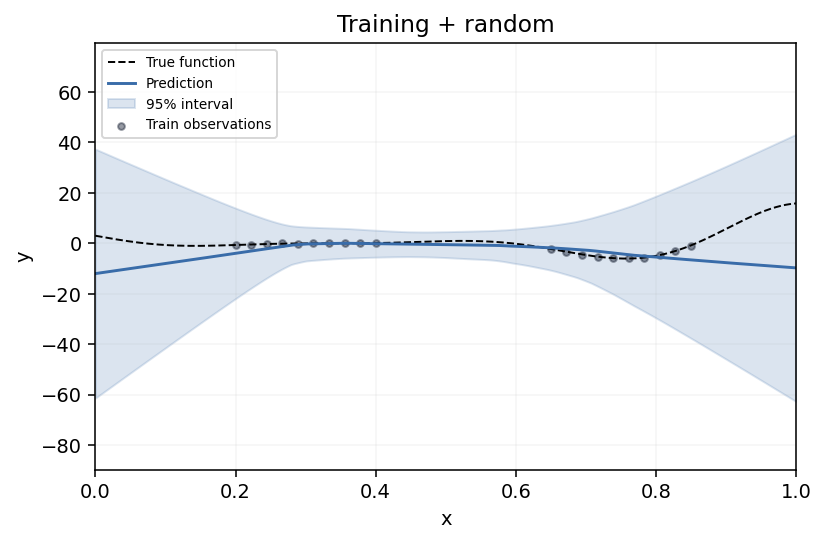 Training + random
True function
Prediction
95% interval
Train observations
60
40
20
0
−20
−40
−60
−80
y
0.0 0.2 0.4 0.6 0.8 1.0
x